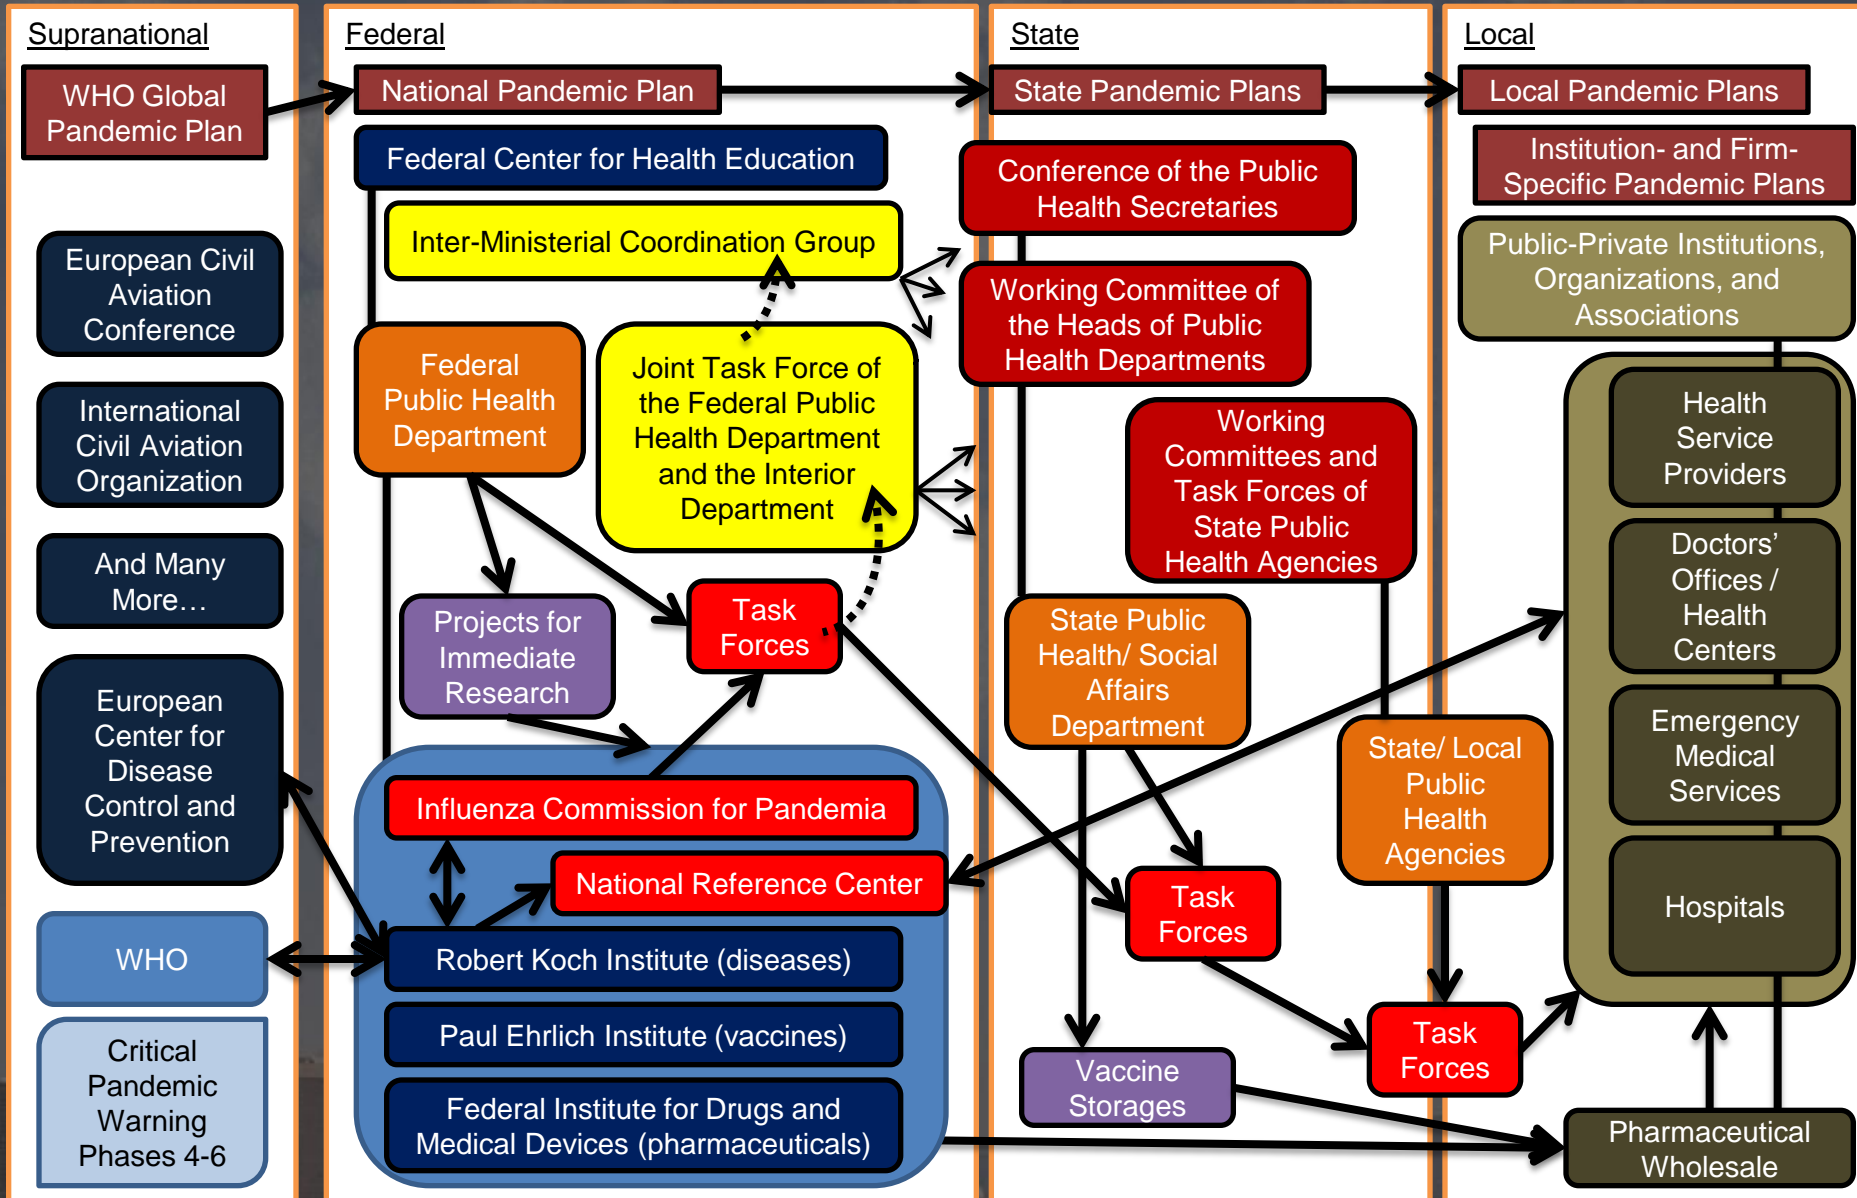 Supranational
WHO Global
Pandemic Plan
European Civil
Aviation
Conference
International
Civil Aviation
Organization
And Many
More…
European
Center for
Disease
Control and
Prevention
WHO
Critical
Pandemic
Warning
Phases 4-6
Federal
National Pandemic Plan
Federal Center for Health Education
Inter-Ministerial Coordination Group
Federal
Public Health
Department
Joint Task Force of
the Federal Public
Health Department
and the Interior
Department
Projects for
Immediate
Research
Task
Forces
Influenza Commission for Pandemia
National Reference Center
Robert Koch Institute (diseases)
Paul Ehrlich Institute (vaccines)
Federal Institute for Drugs and
Medical Devices (pharmaceuticals)
State
State Pandemic Plans
Conference of the Public
Health Secretaries
Working Committee of
the Heads of Public
Health Departments
Working
Committees and
Task Forces of
State Public
Health Agencies
State Public
Health/ Social
Affairs
Department
State/ Local
Public
Health
Agencies
Task
Forces
Task
Forces
Vaccine
Storages
Local
Local Pandemic Plans
Institution- and Firm-
Specific Pandemic Plans
Public-Private Institutions,
Organizations, and
Associations
Health
Service
Providers
Doctors’
Offices /
Health
Centers
Emergency
Medical
Services
Hospitals
Pharmaceutical
Wholesale